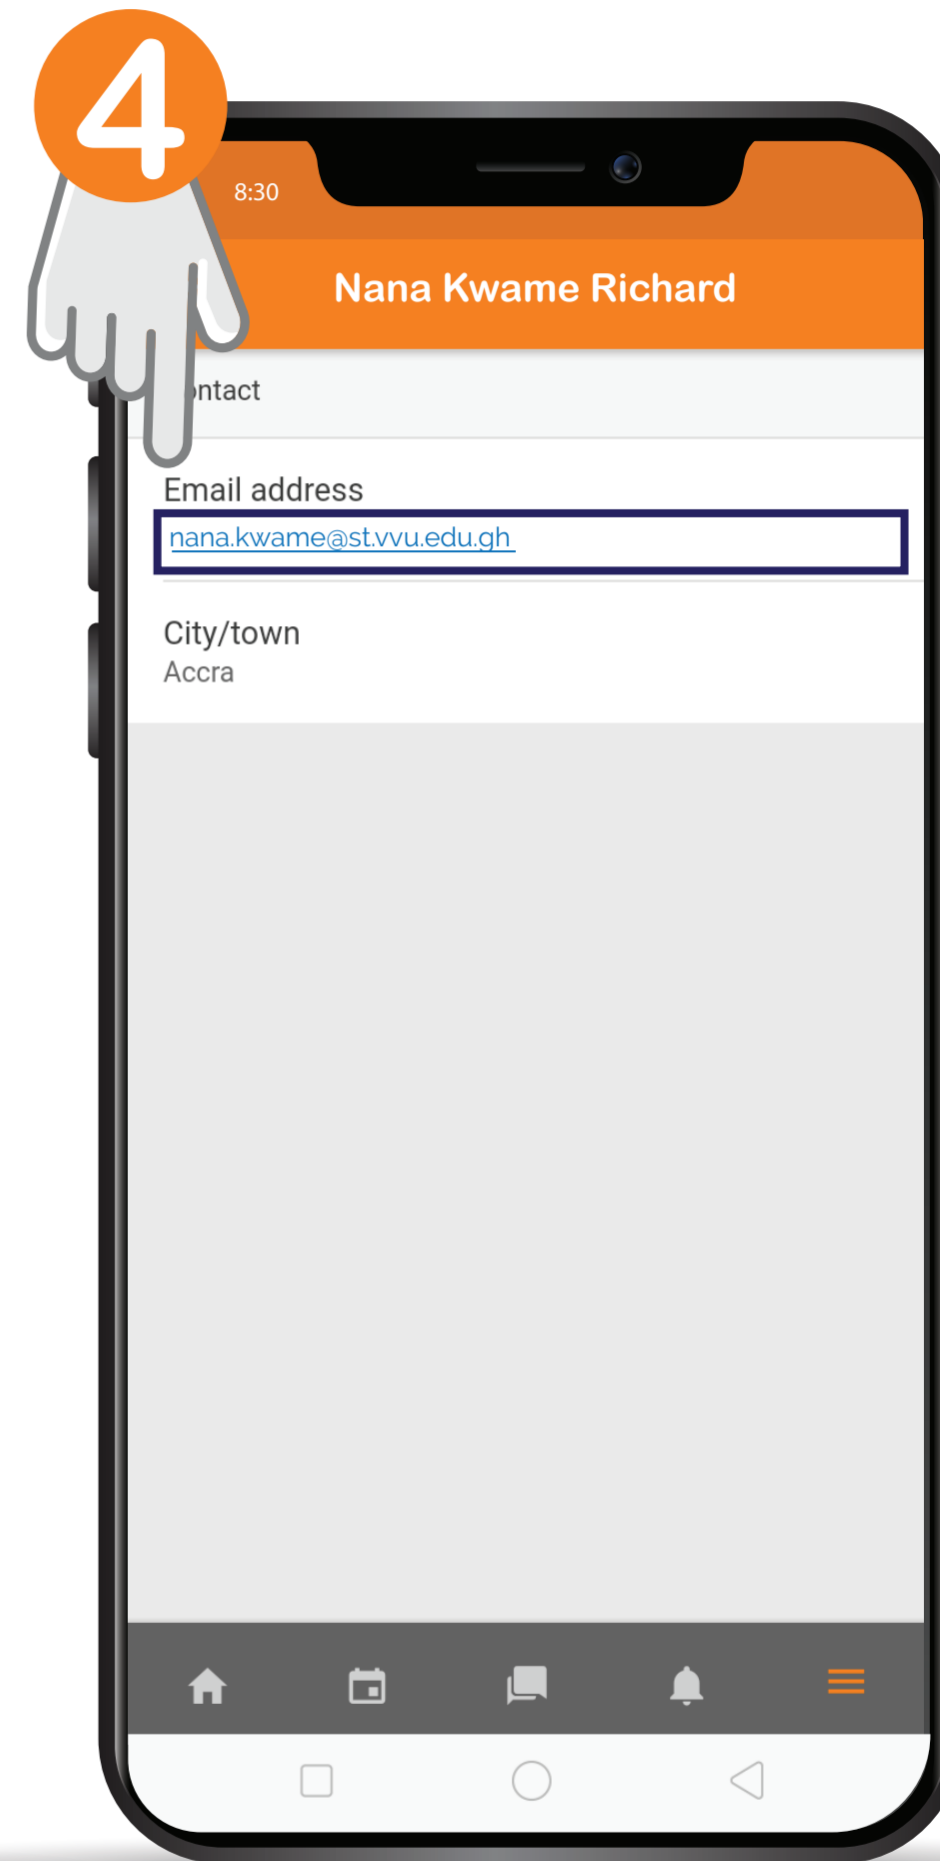 4
8:30
Nana Kwame Richard
ntact
Email address
nana.kwame@st.vvu.edu.gh
City/town
Accra